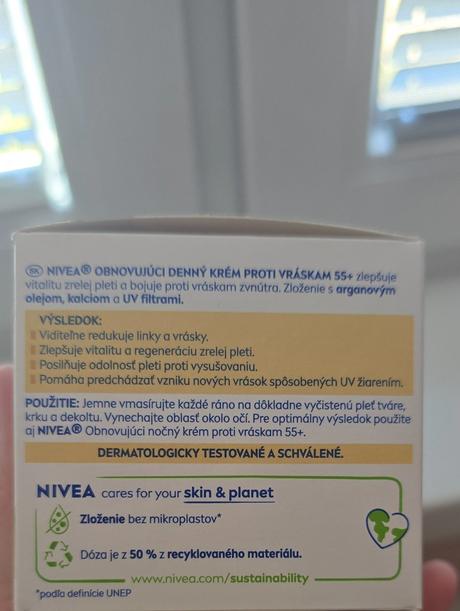 SK NIVEA® OBNOVUJÚCI DENNÝ KRÉM PROTI VRÁSKAM 55+ zlepšuje
vitalitu zrelej pleti a bojuje proti vráskam zvnútra. Zloženie s arganovým
olejom, kalciom a UV filtrami.
VÝSLEDOK:
Viditeľne redukuje linky a vrásky.
Zlepšuje vitalitu a regeneráciu zrelej pleti.
Posilňuje odolnosť pleti proti vysušovaniu.
Pomáha predchádzať vzniku nových vrások spôsobených UV žiarením.
POUŽITIE: Jemne vmasírujte každé ráno na dôkladne vyčistenú pleť tváre,
krku a dekoltu. Vynechajte oblasť okolo očí. Pre optimálny výsledok použite
aj NIVEA® Obnovujúci nočný krém proti vráskam 55+.
DERMATOLOGICKY TESTOVANÉ A SCHVÁLENÉ.
NIVEA cares for your skin & planet
Zloženie bez mikroplastov*
Dóza je z 50 % z recyklovaného materiálu.
www.nivea.com/sustainability
*podľa definície UNEP